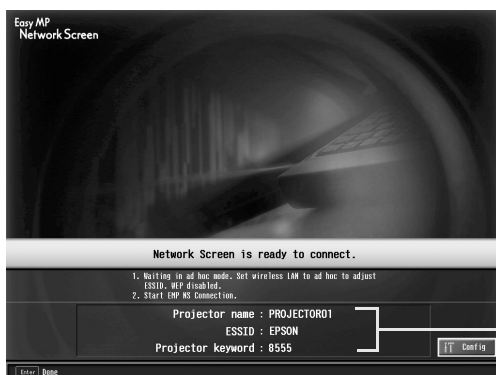 Easy MP
Network Screen
Network Screen is ready to connect.
1. Waiting in ad hoc mode. Set wireless LAN to ad hoc to adjust
ESSID. WEP disabled.
2. Start EMP NS Connection.
Projector name : PROJECTOR01
ESSID : EPSON
Projector keyword : 8555
Config
Enter Done